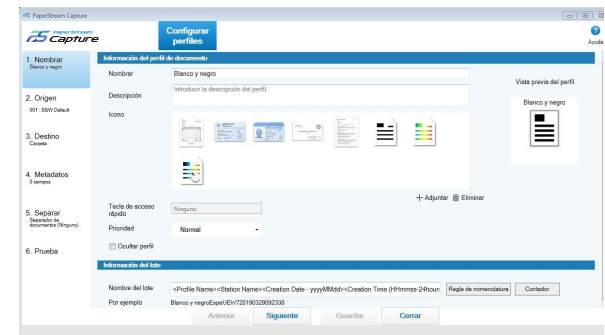 PaperStream Capture
PaperStream
Capture
Configurar
perfiles
Ayuda
1. Nombrar
Blanco y negro
2. Origen
001 : B&W Default
3. Destino
Carpeta
4. Metadatos
0 campos
5. Separar
Separador de
documentos (Ninguno)
6. Prueba
Información del perfil de documento
Nombrar
Blanco y negro
Descripción
Introducir la descripción del perfil.
Icono
Adjuntar
Eliminar
Tecla de acceso
rápido
Ninguno
Prioridad
Normal
Ocultar perfil
Vista previa del perfil
Blanco y negro
Información del lote
Nombre del lote
<Profile Name><Station Name><Creation Date - yyyyMMdd><Creation Time (HHmmss-24hour
Regla de nomenclatura
Contador
Por ejemplo
Blanco y negroExpeUEW720190329092338
Anterior
Siguiente
Guardar
Cerrar